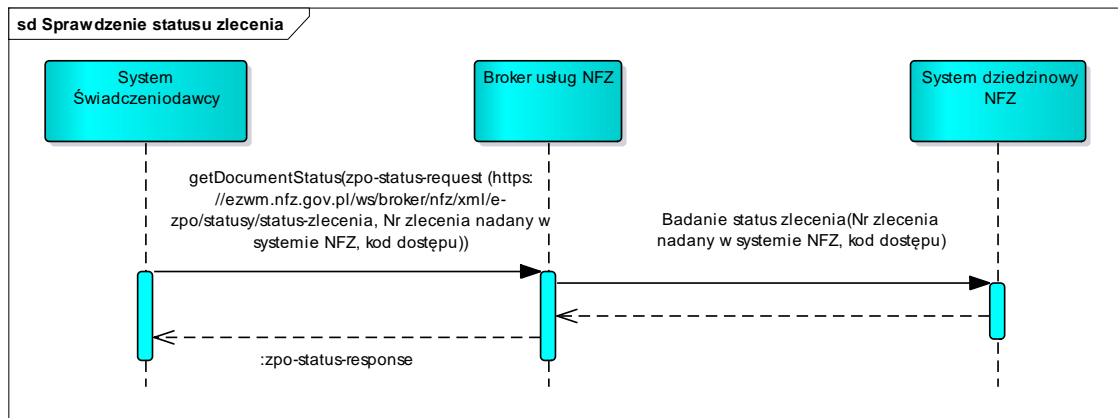 sd Sprawdzenie statusu zlecenia
System
Świadczeniodawcy
Broker usług NFZ
System dziedzinowy
NFZ
getDocumentStatus(zpo-status-request (https:
//ezwm.nfz.gov.pl/ws/broker/nfz/xml/e-
zpo/statusy/status-zlecenia, Nr zlecenia nadany w
systemie NFZ, kod dostępu))
Badanie status zlecenia(Nr zlecenia
nadany w systemie NFZ, kod dostępu)
:zpo-status-response